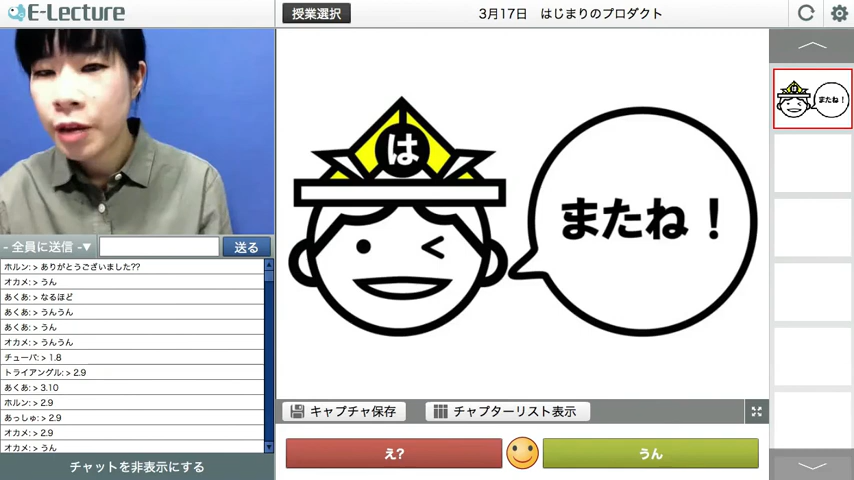 E-Lecture
授業選択
3月17日　はじまりのプロダクト
は
またね！
はまたね！
- 全員に送信 -▼
送る
ホルン: > ありがとうございました??
オカメ: > うん
あくあ: > なるほど
あくあ: > うんうん
あくあ: > うん
オカメ: > うんうん
チューバ: > 1.8
トライアングル: > 2.9
あくあ: > 3.10
ホルン: > 2.9
あっしゅ: > 2.9
オカメ: > 2.9
オカメ: > うん
チャットを非表示にする
キャプチャ保存
チャプターリスト表示
え?
うん